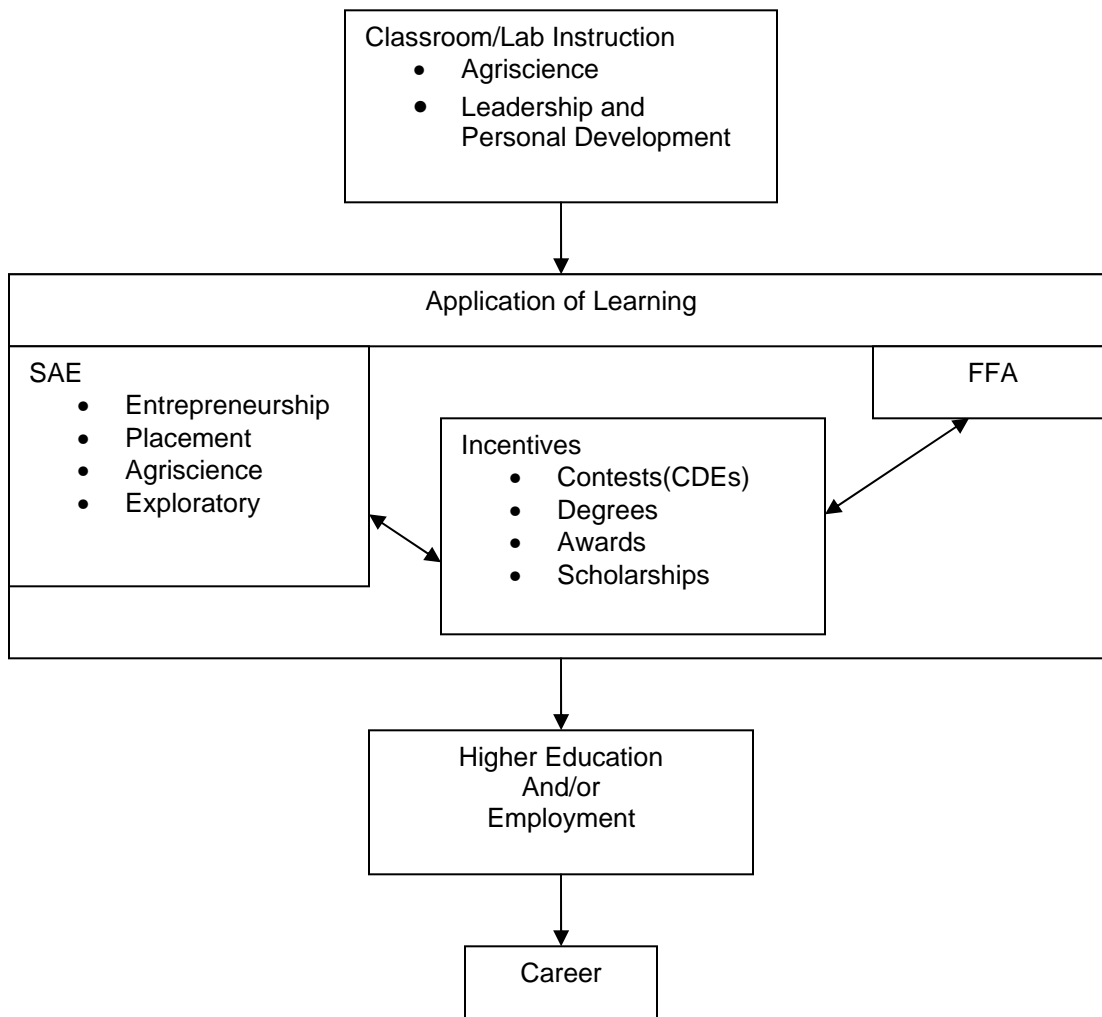 Classroom/Lab Instruction
• Agriscience
• Leadership and
Personal Development
Application of Learning
SAE
• Entrepreneurship
• Placement
• Agriscience
• Exploratory
FFA
Incentives
• Contests(CDEs)
• Degrees
• Awards
• Scholarships
Higher Education
And/or
Employment
Career